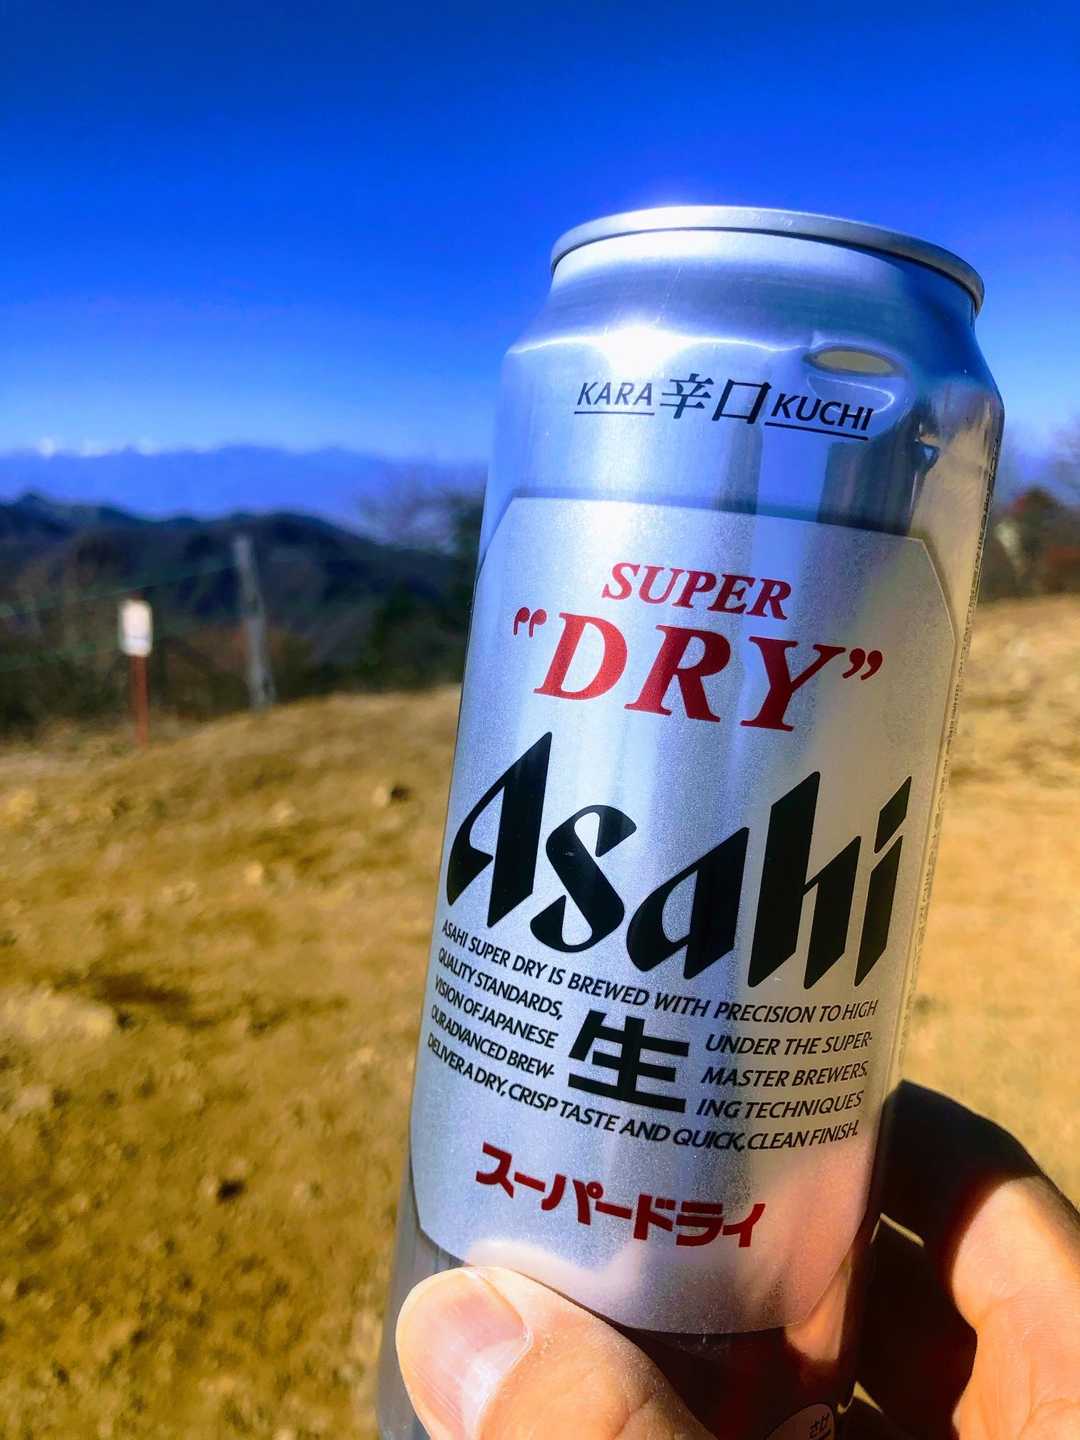 KARA 辛口 KUCHI
SUPER
"DRY"
Asahi
ASAHI SUPER DRY IS BREWED WITH PRECISION TO HIGH
QUALITY STANDARDS, UNDER THE SUPER-
VISION OF JAPANESE MASTER BREWERS.
OUR ADVANCED BREW- ING TECHNIQUES
DELIVER A DRY, CRISP TASTE AND QUICK, CLEAN FINISH.
生
スーパードライ